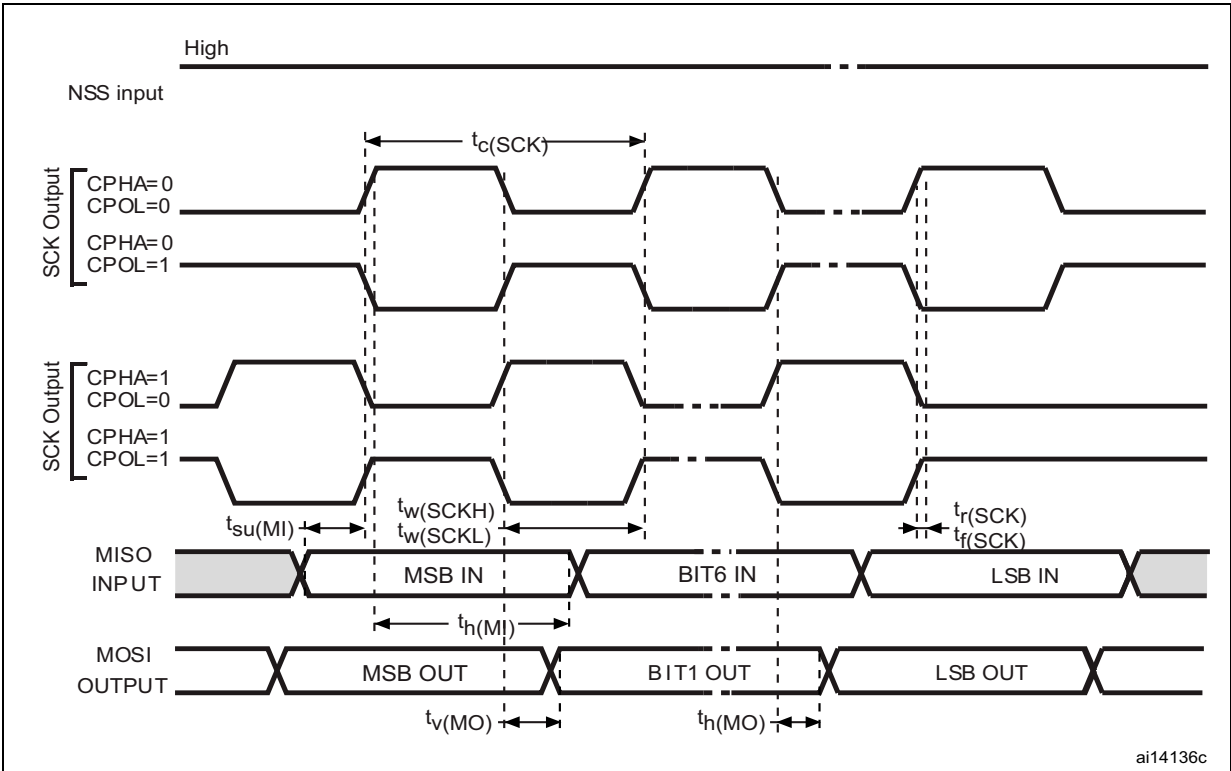 High
NSS input
tc(SCK)
SCK Output
CPHA=0
CPOL=0
CPHA=0
CPOL=1
SCK Output
CPHA=1
CPOL=0
CPHA=1
CPOL=1
tsu(MI)
tw(SCKH)
tw(SCKL)
tr(SCK)
tf(SCK)
MISO
INPUT
MSB IN
BIT6 IN
LSB IN
th(MI)
MOSI
OUTPUT
MSB OUT
BIT1 OUT
LSB OUT
tv(MO)
th(MO)
ai14136c